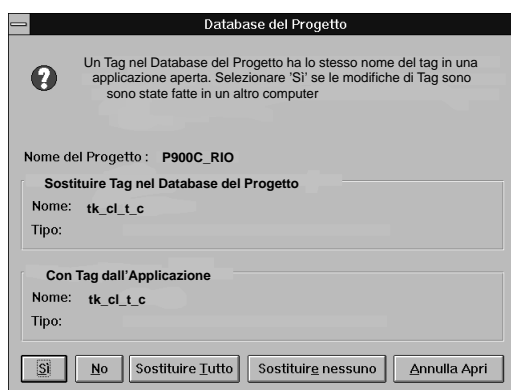 Database del Progetto
Un Tag nel Database del Progetto ha lo stesso nome del tag in una
applicazione aperta. Selezionare 'Sì' se le modifiche di Tag sono
sono state fatte in un altro computer
Nome del Progetto : P900C_RIO
Sostituire Tag nel Database del Progetto
Nome: tk_cl_t_c
Tipo:
Con Tag dall'Applicazione
Nome: tk_cl_t_c
Tipo:
Sì No Sostituire Tutto Sostituire nessuno Annulla Apri